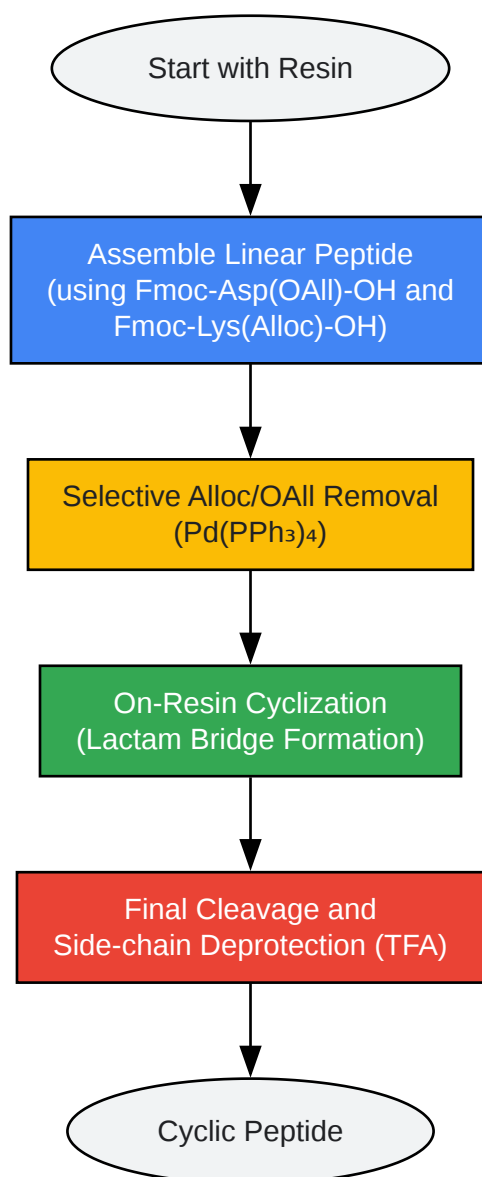 Start with Resin
Assemble Linear Peptide
(using Fmoc-Asp(OAll)-OH and
Fmoc-Lys(Alloc)-OH)
Selective Alloc/OAll Removal
(Pd(PPh₃)₄)
On-Resin Cyclization
(Lactam Bridge Formation)
Final Cleavage and
Side-chain Deprotection (TFA)
Cyclic Peptide